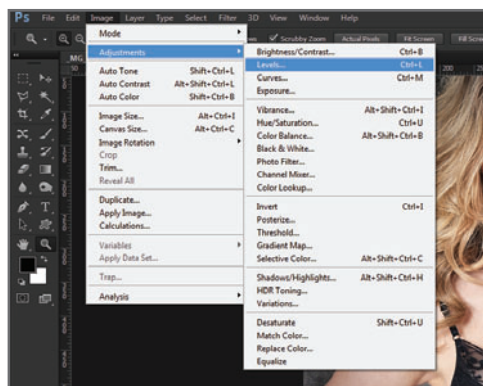 Ps File Edit Image Layer Type Select Filter 3D View Window Help
Scrubby Zoom Actual Pixels Fit Screen Fill Scree
_MG
Mode
Adjustments
Auto Tone Shift+Ctrl+L
Auto Contrast Alt+Shift+Ctrl+L
Auto Color Shift+Ctrl+B
Image Size... Alt+Ctrl+I
Canvas Size... Alt+Ctrl+C
Image Rotation
Crop
Trim...
Reveal All
Duplicate...
Apply Image...
Calculations...
Variables
Apply Data Set...
Trap...
Analysis
Brightness/Contrast... Ctrl+B
Levels... Ctrl+L
Curves... Ctrl+M
Exposure...
Vibrance... Alt+Shift+Ctrl+I
Hue/Saturation... Ctrl+U
Color Balance... Alt+Shift+Ctrl+B
Black & White...
Photo Filter...
Channel Mixer...
Color Lookup...
Invert Ctrl+I
Posterize...
Threshold...
Gradient Map...
Selective Color... Alt+Shift+Ctrl+C
Shadows/Highlights... Alt+Shift+Ctrl+H
HDR Toning...
Variations...
Desaturate Shift+Ctrl+U
Match Color...
Replace Color...
Equalize
200
T